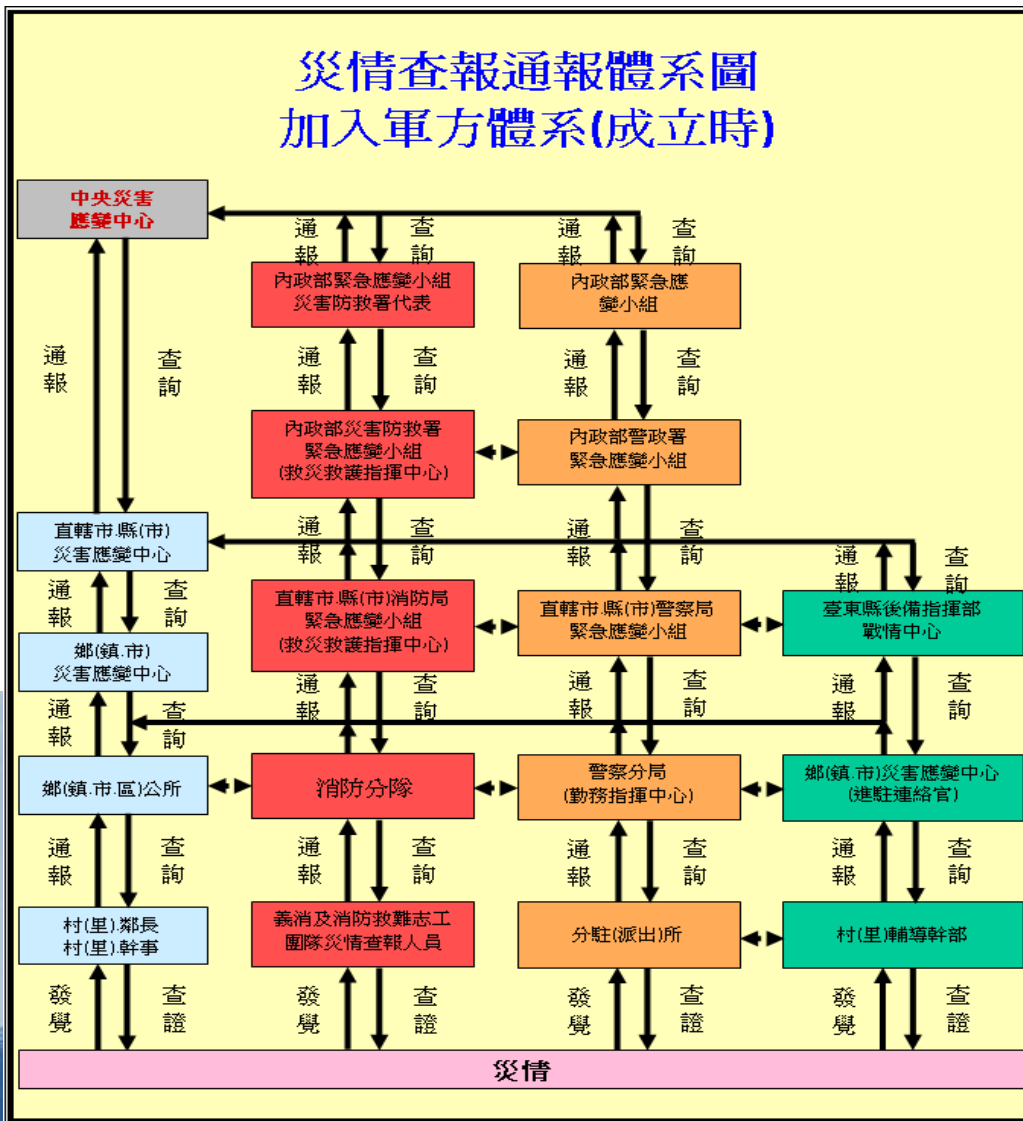 災情查報通報體系圖
加入軍方體系(成立時)
中央災害
應變中心
通報
查詢
通報
查詢
內政部緊急應變小組
災害防救署代表
內政部緊急應
變小組
通報
查詢
通報
查詢
通報
查詢
內政部災害防救署
緊急應變小組
(救災救護指揮中心)
內政部警政署
緊急應變小組
直轄市.縣(市)
災害應變中心
通報
查詢
通報
查詢
通報
查詢
通報
查詢
直轄市.縣(市)消防局
緊急應變小組
(救災救護指揮中心)
直轄市.縣(市)警察局
緊急應變小組
臺東縣後備指揮部
戰情中心
鄉(鎮.市)
災害應變中心
通報
查詢
通報
查詢
通報
查詢
通報
查詢
鄉(鎮.市.區)公所
消防分隊
警察分局
(勤務指揮中心)
鄉(鎮.市)災害應變中心
(進駐連絡官)
通報
查詢
通報
查詢
通報
查詢
通報
查詢
村(里).鄰長
村(里).幹事
義消及消防救難志工
團隊災情查報人員
分駐(派出)所
村(里)輔導幹部
發覺
查證
發覺
查證
發覺
查證
發覺
查證
災情